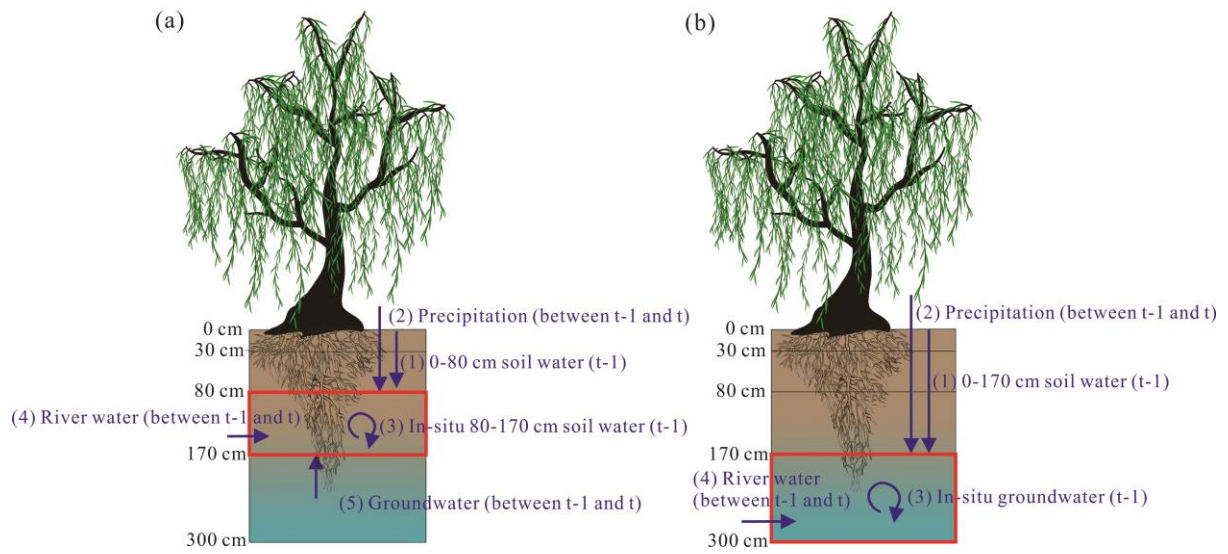 (a)
(2) Precipitation (between t-1 and t)
0 cm
30 cm
(1) 0-80 cm soil water (t-1)
80 cm
(4) River water (between t-1 and t)
(3) In-situ 80-170 cm soil water (t-1)
170 cm
(5) Groundwater (between t-1 and t)
300 cm
(b)
(2) Precipitation (between t-1 and t)
0 cm
30 cm
(1) 0-170 cm soil water (t-1)
80 cm
170 cm
(4) River water
(between t-1 and t)
(3) In-situ groundwater (t-1)
300 cm